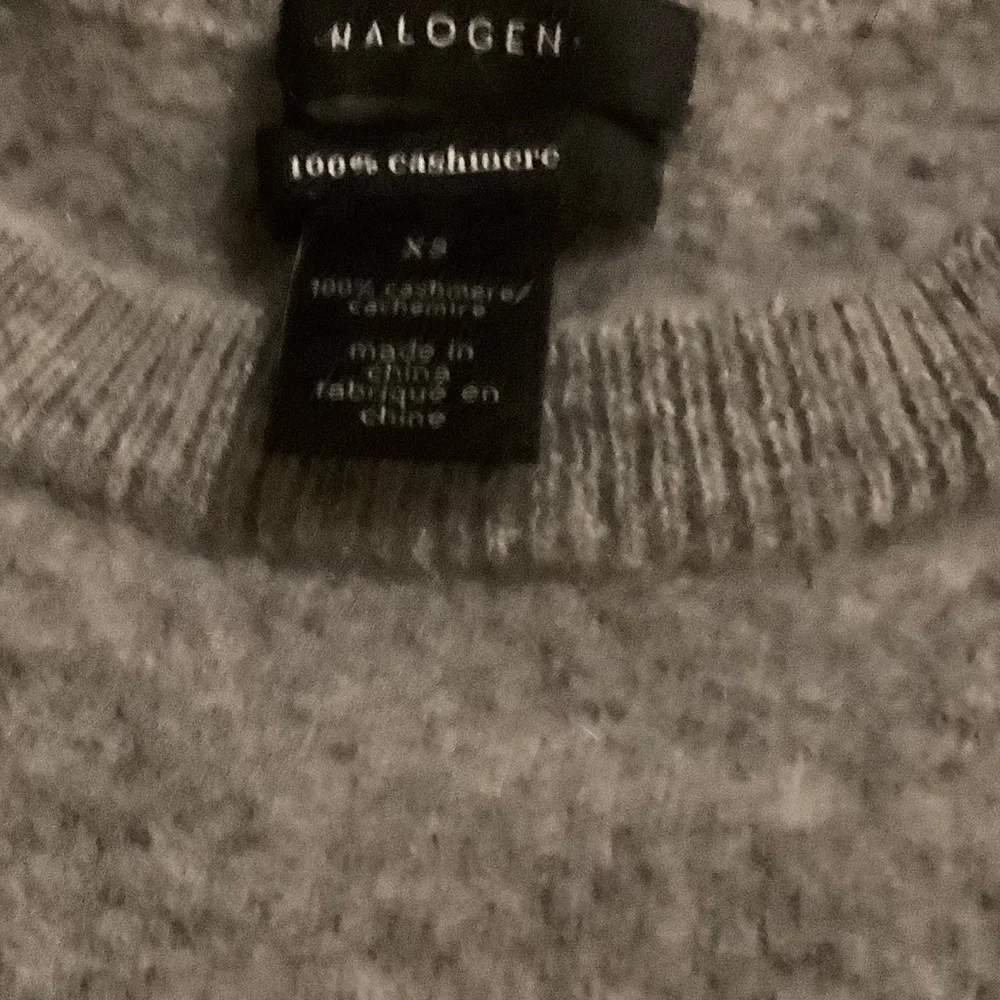 HALOGEN
100% cashmere
XS
100% cashmere/
cachemire
made in
china
fabriqué en
chine